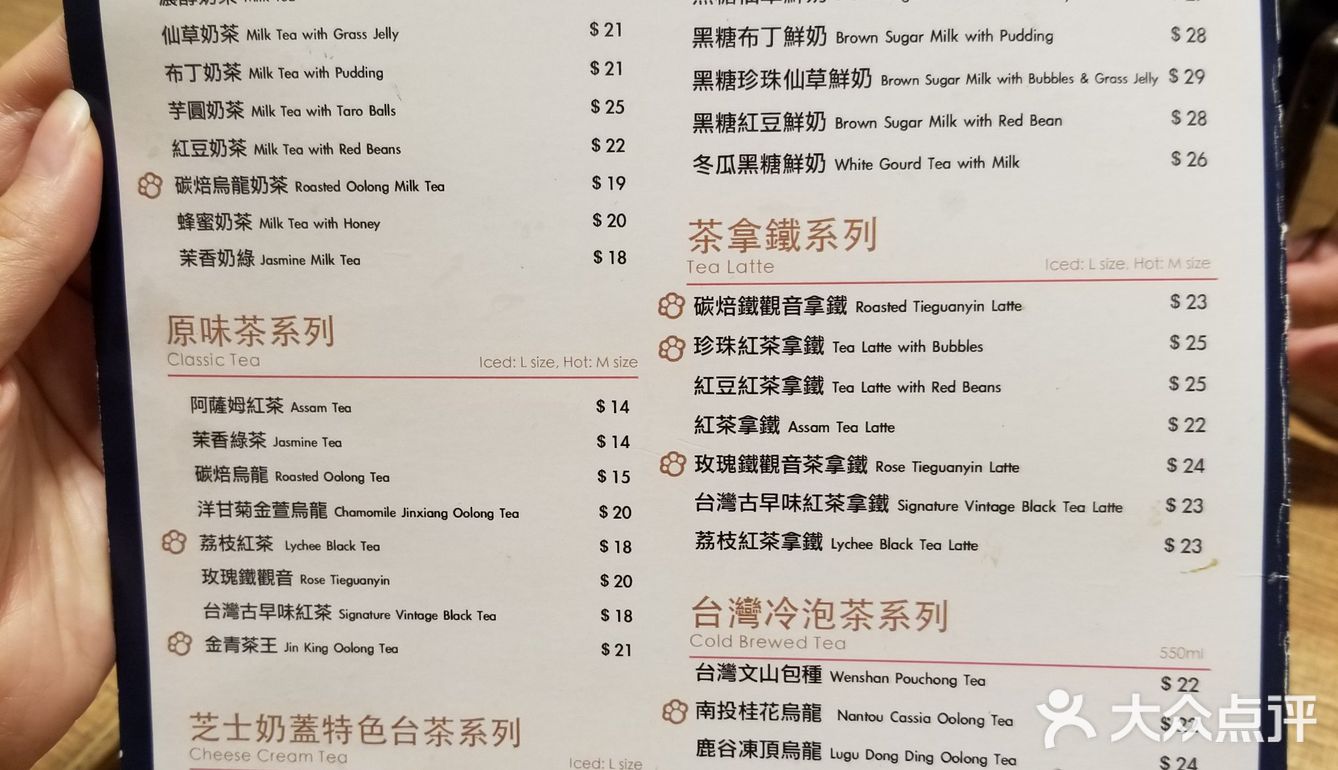 仙草奶茶 Milk Tea with Grass Jelly $ 21
布丁奶茶 Milk Tea with Pudding $ 21
芋圓奶茶 Milk Tea with Taro Balls $ 25
紅豆奶茶 Milk Tea with Red Beans $ 22
碳焙烏龍奶茶 Roasted Oolong Milk Tea $ 19
蜂蜜奶茶 Milk Tea with Honey $ 20
茉香奶綠 Jasmine Milk Tea $ 18
原味茶系列
Classic Tea Iced: L size, Hot: M size
阿薩姆紅茶 Assam Tea $ 14
茉香綠茶 Jasmine Tea $ 14
碳焙烏龍 Roasted Oolong Tea $ 15
洋甘菊金萱烏龍 Chamomile Jinxiang Oolong Tea $ 20
荔枝紅茶 Lychee Black Tea $ 18
玫瑰鐵觀音 Rose Tieguanyin $ 20
台灣古早味紅茶 Signature Vintage Black Tea $ 18
金青茶王 Jin King Oolong Tea $ 21
芝士奶蓋特色台茶系列
Cheese Cream Tea Iced: L size
黑糖布丁鮮奶 Brown Sugar Milk with Pudding $ 28
黑糖珍珠仙草鮮奶 Brown Sugar Milk with Bubbles & Grass Jelly $ 29
黑糖紅豆鮮奶 Brown Sugar Milk with Red Bean $ 28
冬瓜黑糖鮮奶 White Gourd Tea with Milk $ 26
茶拿鐵系列
Tea Latte Iced: L size, Hot: M size
碳焙鐵觀音拿鐵 Roasted Tieguanyin Latte $ 23
珍珠紅茶拿鐵 Tea Latte with Bubbles $ 25
紅豆紅茶拿鐵 Tea Latte with Red Beans $ 25
紅茶拿鐵 Assam Tea Latte $ 22
玫瑰鐵觀音茶拿鐵 Rose Tieguanyin Latte $ 24
台灣古早味紅茶拿鐵 Signature Vintage Black Tea Latte $ 23
荔枝紅茶拿鐵 Lychee Black Tea Latte $ 23
台灣冷泡茶系列
Cold Brewed Tea 550ml
台灣文山包種 Wenshan Pouchong Tea $ 22
南投桂花烏龍 Nantou Cassia Oolong Tea
鹿谷凍頂烏龍 Lugu Dong Ding Oolong Tea $ 24
大众点评